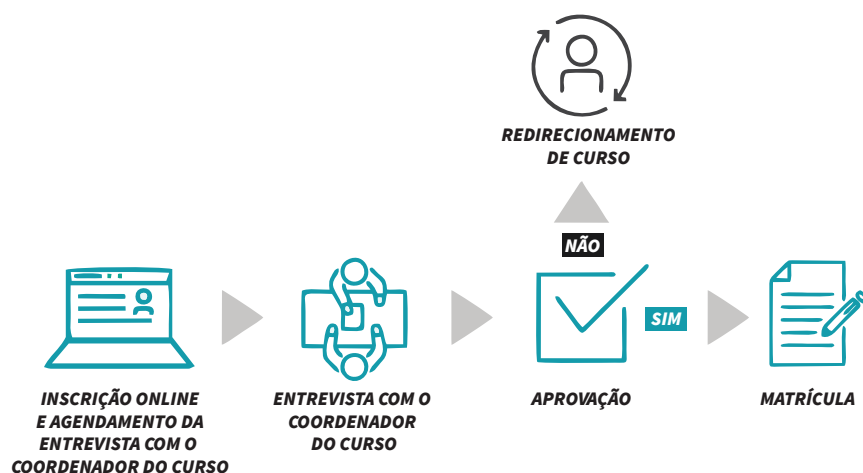 REDIRECIONAMENTO
DE CURSO
NÃO
SIM
INSCRIÇÃO ONLINE
E AGENDAMENTO DA
ENTREVISTA COM O
COORDENADOR DO CURSO
ENTREVISTA COM O
COORDENADOR
DO CURSO
APROVAÇÃO
MATRÍCULA